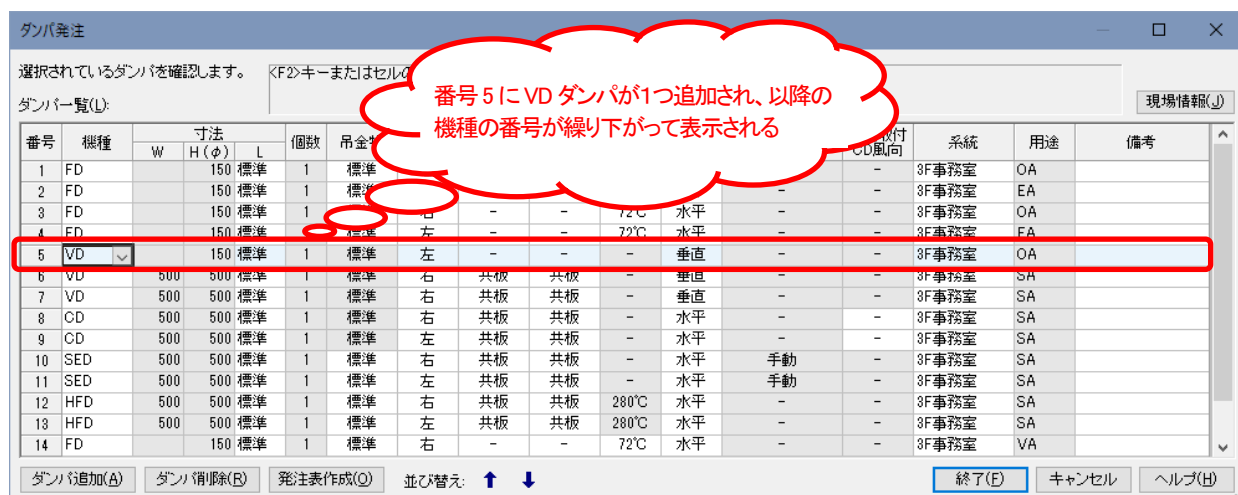 ダンパ発注
選択されているダンパを確認します。 <F2>キーまたはセルの
ダンパ一覧(L):
現場情報(J)
番号5にVDダンパが1つ追加され、以降の
機種の番号が繰り下がって表示される
番号 機種 寸法 個数 吊金 系統 用途 備考
W H(φ) L CD風向
1 FD 150 標準 1 標準 - 3F事務室 OA
2 FD 150 標準 1 標準 - - 3F事務室 EA
3 FD 150 標準 1 右 - - 72℃ 水平 - - 3F事務室 OA
4 FD 150 標準 標準 左 - - 72℃ 水平 - - 3F事務室 EA
5 VD 150 標準 1 標準 左 - - - 垂直 - - 3F事務室 OA
6 VD 500 500 標準 1 標準 右 共板 共板 - 垂直 - - 3F事務室 SA
7 VD 500 500 標準 1 標準 右 共板 共板 - 垂直 - - 3F事務室 SA
8 CD 500 500 標準 1 標準 右 共板 共板 - 水平 - - 3F事務室 SA
9 CD 500 500 標準 1 標準 右 共板 共板 - 水平 - - 3F事務室 SA
10 SED 500 500 標準 1 標準 右 共板 共板 - 水平 手動 - 3F事務室 SA
11 SED 500 500 標準 1 標準 左 共板 共板 - 水平 手動 - 3F事務室 SA
12 HFD 500 500 標準 1 標準 右 共板 共板 280℃ 水平 - - 3F事務室 SA
13 HFD 500 500 標準 1 標準 左 共板 共板 280℃ 水平 - - 3F事務室 SA
14 FD 150 標準 1 標準 右 - - 72℃ 水平 - - 3F事務室 VA
ダンパ追加(A) ダンパ削除(R) 発注表作成(O) 並び替え: ↑ ↓ 終了(F) キャンセル ヘルプ(H)